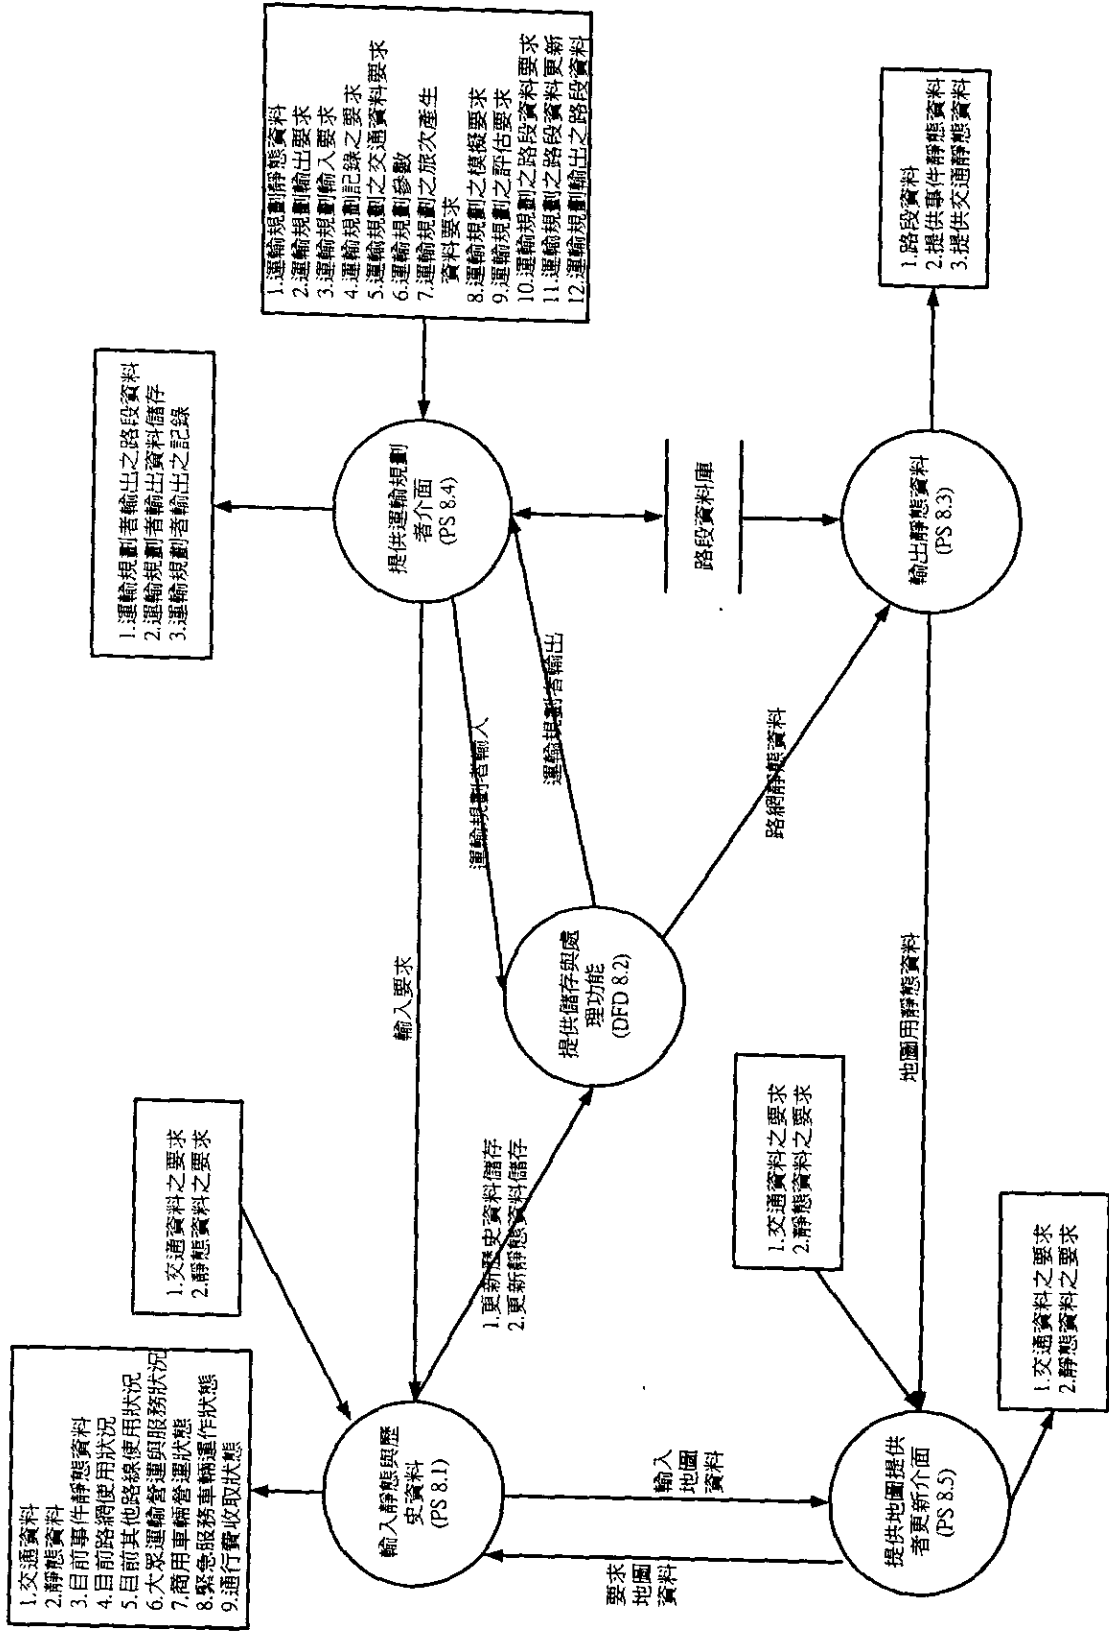 1.交通資料
2.靜態資料
3.目前事件靜態資料
4.目前路網使用狀況
5.目前其他路線使用狀況
6.大眾運輸營運與服務狀況
7.商用車輛營運狀態
8.緊急服務車輛運作狀態
9.通行費收取狀態
1.交通資料之要求
2.靜態資料之要求
1.運輸規劃者輸出之路段資料
2.運輸規劃者輸出資料儲存
3.運輸規劃者輸出之記錄
1.運輸規劃靜態資料
2.運輸規劃輸出要求
3.運輸規劃輸入要求
4.運輸規劃記錄之要求
5.運輸規劃之交通資料要求
6.運輸規劃參數
7.運輸規劃之旅次產生
資料要求
8.運輸規劃之模擬要求
9.運輸規劃之評估要求
10.運輸規劃之路段資料要求
11.運輸規劃之路段資料更新
12.運輸規劃輸出之路段資料
輸入靜態與歷
史資料
(PS 8.1)
輸入要求
提供運輸規劃
者介面
(PS 8.4)
運輸規劃者輸入
運輸規劃者輸出
1.更新歷史資料儲存
2.更新靜態資料儲存
提供儲存與處
理功能
(DFD 8.2)
路段資料庫
路網靜態資料
要求
地圖
資料
輸入
地圖
資料
1.交通資料之要求
2.靜態資料之要求
提供地圖提供
者更新介面
(PS 8.5)
地圖用靜態資料
輸出靜態資料
(PS 8.3)
1.路段資料
2.提供事件靜態資料
3.提供交通靜態資料
1.交通資料之要求
2.靜態資料之要求